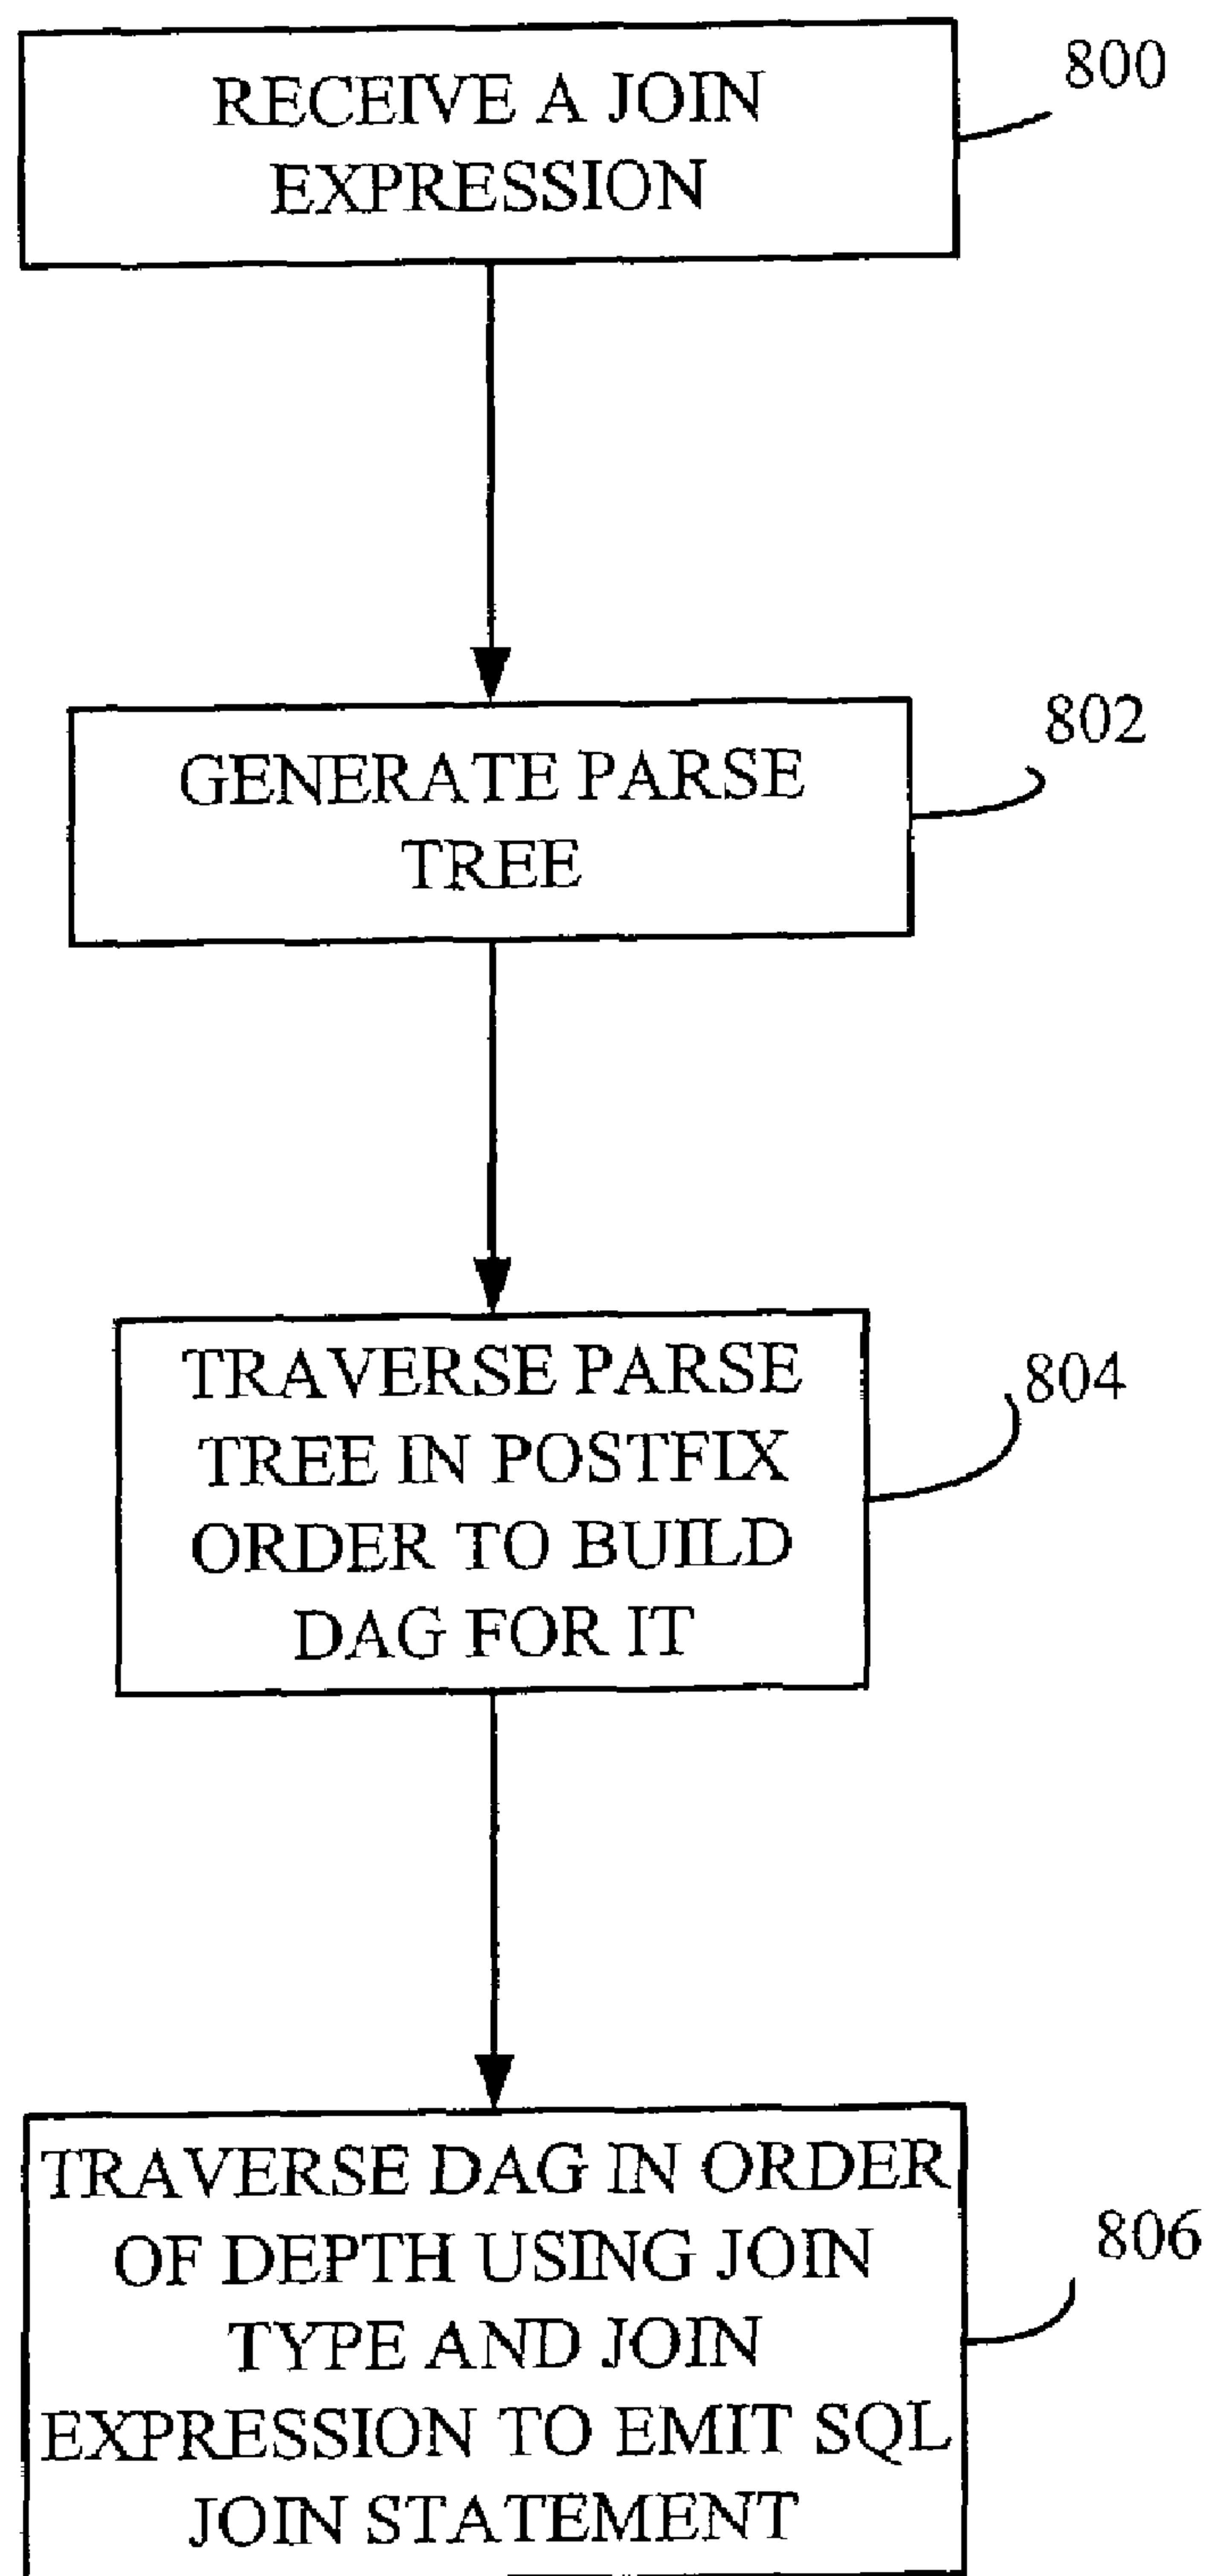 RECEIVE A JOIN
EXPRESSION
800
GENERATE PARSE
TREE
802
TRAVERSE PARSE
TREE IN POSTFIX
ORDER TO BUILD
DAG FOR IT
804
TRAVERSE DAG IN ORDER
OF DEPTH USING JOIN
TYPE AND JOIN
EXPRESSION TO EMIT SQL
JOIN STATEMENT
806